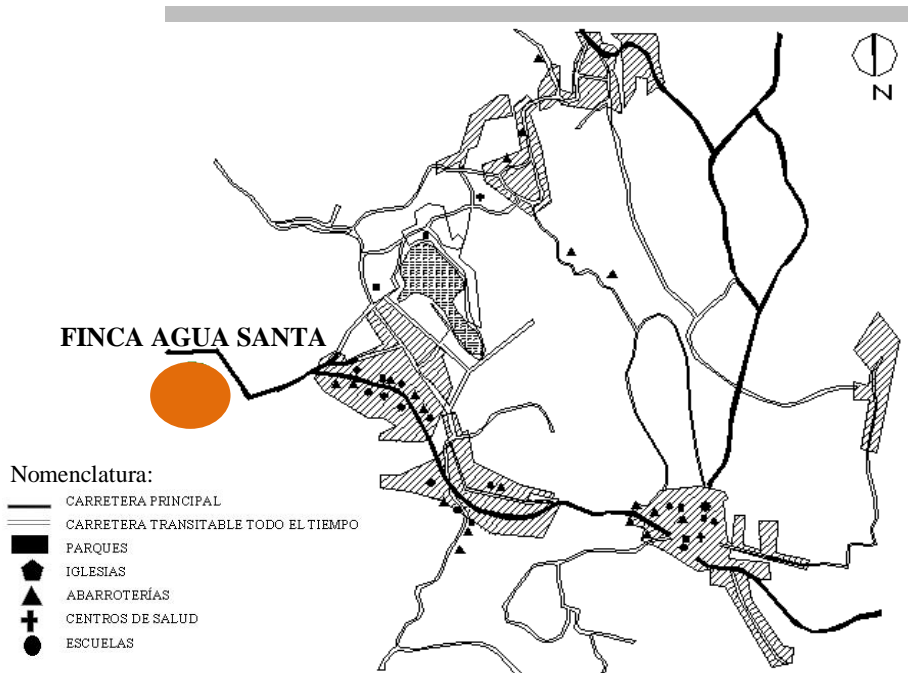 N
FINCA AGUA SANTA
Nomenclatura:
CARRETERA PRINCIPAL
CARRETERA TRANSITABLE TODO EL TIEMPO
PARQUES
IGLESIAS
ABARROTERÍAS
CENTROS DE SALUD
ESCUELAS